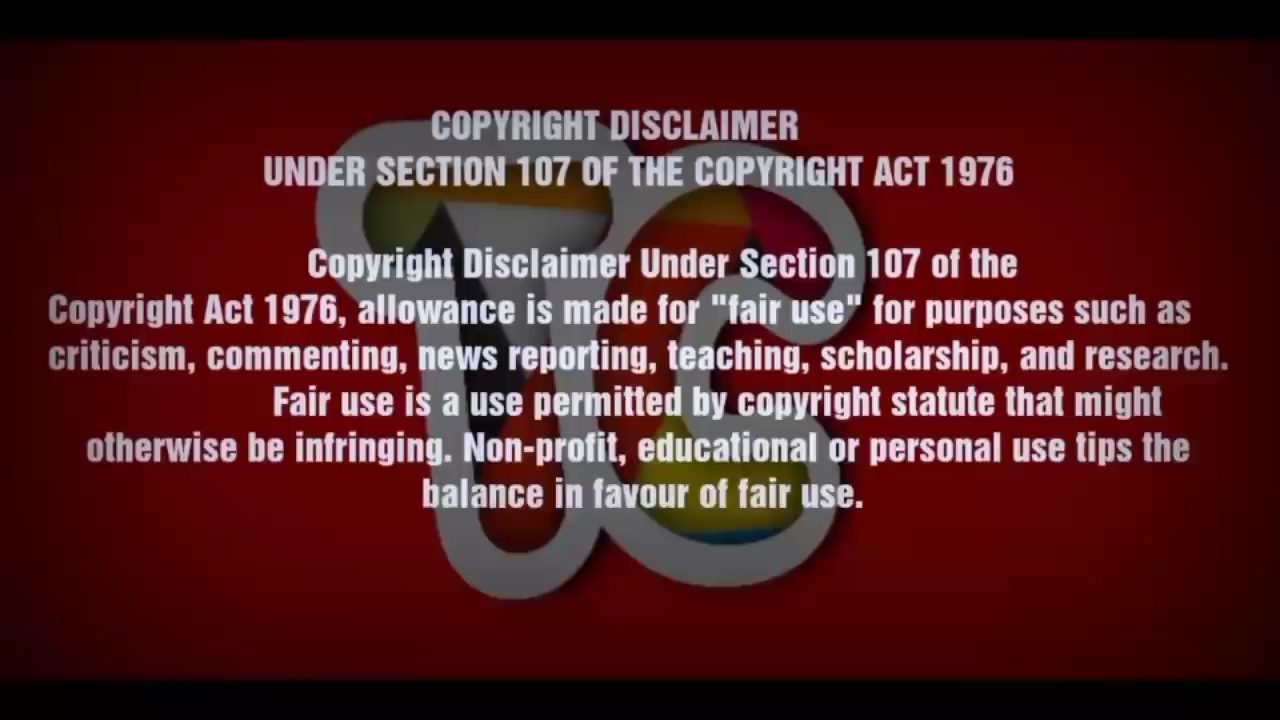 COPYRIGHT DISCLAIMER
UNDER SECTION 107 OF THE COPYRIGHT ACT 1976
Copyright Disclaimer Under Section 107 of the
Copyright Act 1976, allowance is made for "fair use" for purposes such as
criticism, commenting, news reporting, teaching, scholarship, and research.
Fair use is a use permitted by copyright statute that might
otherwise be infringing. Non-profit, educational or personal use tips the
balance in favour of fair use.
TC